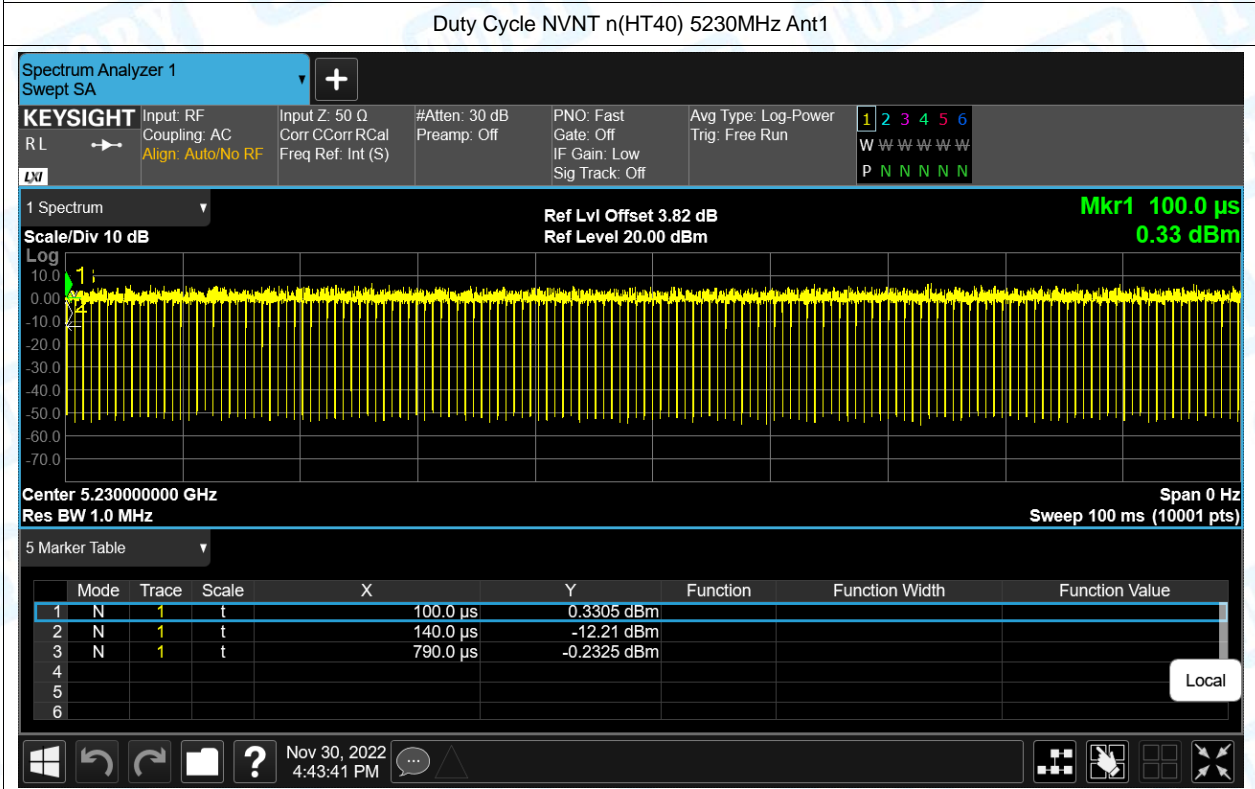 Duty Cycle NVNT n(HT40) 5230MHz Ant1
Spectrum Analyzer 1
Swept SA
KEYSIGHT Input: RF Input Z: 50 Ω #Atten: 30 dB PNO: Fast Avg Type: Log-Power 1 2 3 4 5 6
RL Coupling: AC Corr CCorr RCal Preamp: Off Gate: Off Trig: Free Run W W W W W W
Align: Auto/No RF Freq Ref: Int (S) IF Gain: Low
LXI Sig Track: Off P N N N N N
1 Spectrum Ref Lvl Offset 3.82 dB Mkr1 100.0 µs
Scale/Div 10 dB Ref Level 20.00 dBm 0.33 dBm
Log
10.0 1
0.00 2
-10.0
-20.0
-30.0
-40.0
-50.0
-60.0
-70.0
Center 5.230000000 GHz Span 0 Hz
Res BW 1.0 MHz Sweep 100 ms (10001 pts)
5 Marker Table
Mode Trace Scale X Y Function Function Width Function Value
1 N 1 t 100.0 µs 0.3305 dBm
2 N 1 t 140.0 µs -12.21 dBm
3 N 1 t 790.0 µs -0.2325 dBm
4
5
6
Local
? Nov 30, 2022
4:43:41 PM